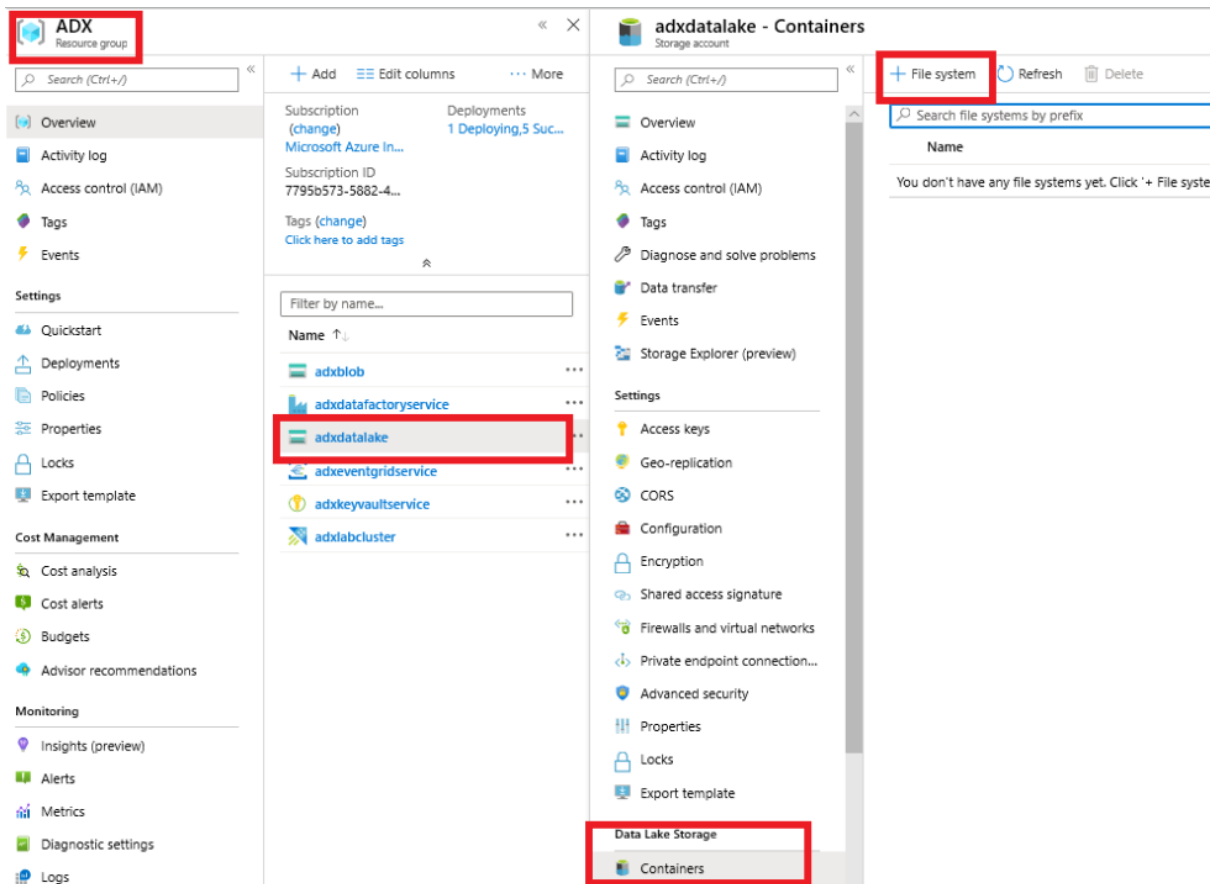 ADX
Resource group
Search (Ctrl+/)
Overview
Activity log
Access control (IAM)
Tags
Events
Settings
Quickstart
Deployments
Policies
Properties
Locks
Export template
Cost Management
Cost analysis
Cost alerts
Budgets
Advisor recommendations
Monitoring
Insights (preview)
Alerts
Metrics
Diagnostic settings
Logs
Add Edit columns ... More
Subscription Deployments
(change) 1 Deploying,5 Suc...
Microsoft Azure In...
Subscription ID
7795b573-5882-4...
Tags (change)
Click here to add tags
Filter by name...
Name
adxblob
adxdatafactoryservice
adxdatalake
adxeventgridservice
adxkeyvaultservice
adxlabcluster
adxdatalake - Containers
Storage account
Search (Ctrl+/)
Overview
Activity log
Access control (IAM)
Tags
Diagnose and solve problems
Data transfer
Events
Storage Explorer (preview)
Settings
Access keys
Geo-replication
CORS
Configuration
Encryption
Shared access signature
Firewalls and virtual networks
Private endpoint connection...
Advanced security
Properties
Locks
Export template
Data Lake Storage
Containers
+ File system Refresh Delete
Search file systems by prefix
Name
You don't have any file systems yet. Click '+ File syste